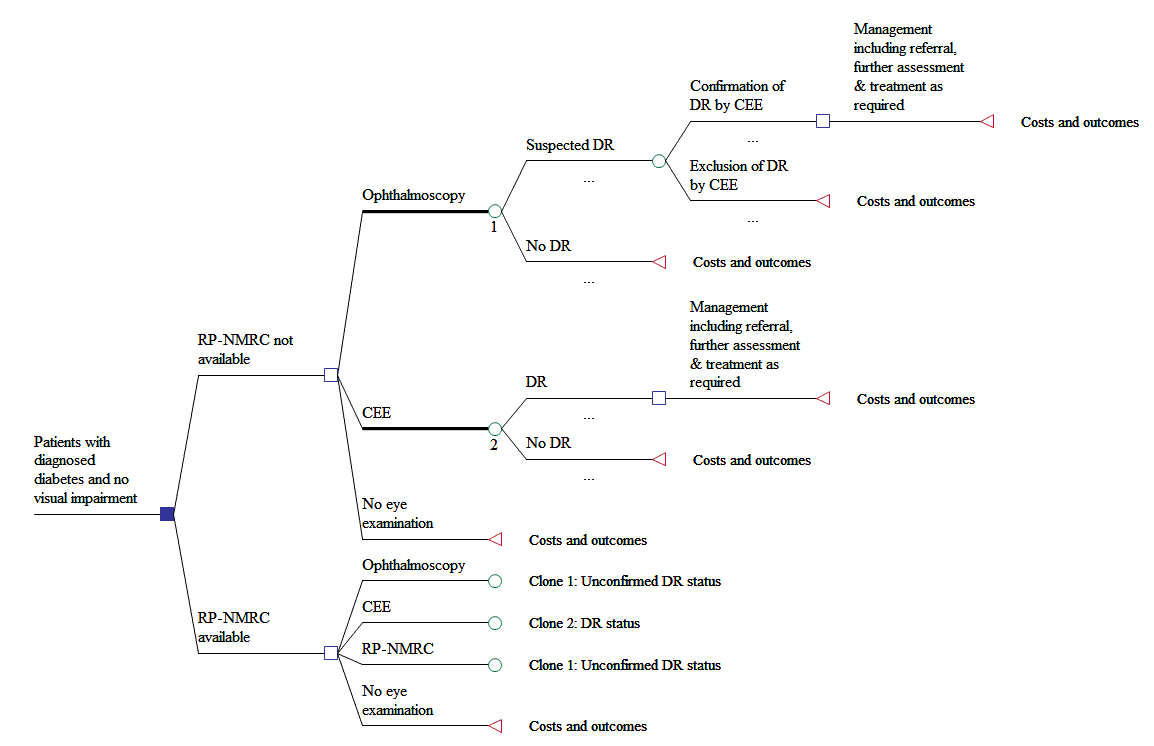 Management
including referral,
further assessment
& treatment as
required
Confirmation of
DR by CEE
Costs and outcomes
...
Suspected DR
...
Exclusion of DR
by CEE
Costs and outcomes
...
Ophthalmoscopy
1
No DR
Costs and outcomes
...
Management
including referral,
further assessment
& treatment as
required
RP-NMRC not
available
DR
Costs and outcomes
...
CEE
2
No DR
Costs and outcomes
...
Patients with
diagnosed
diabetes and no
visual impairment
No eye
examination
Costs and outcomes
Ophthalmoscopy
Clone 1: Unconfirmed DR status
CEE
Clone 2: DR status
RP-NMRC
available
RP-NMRC
Clone 1: Unconfirmed DR status
No eye
examination
Costs and outcomes